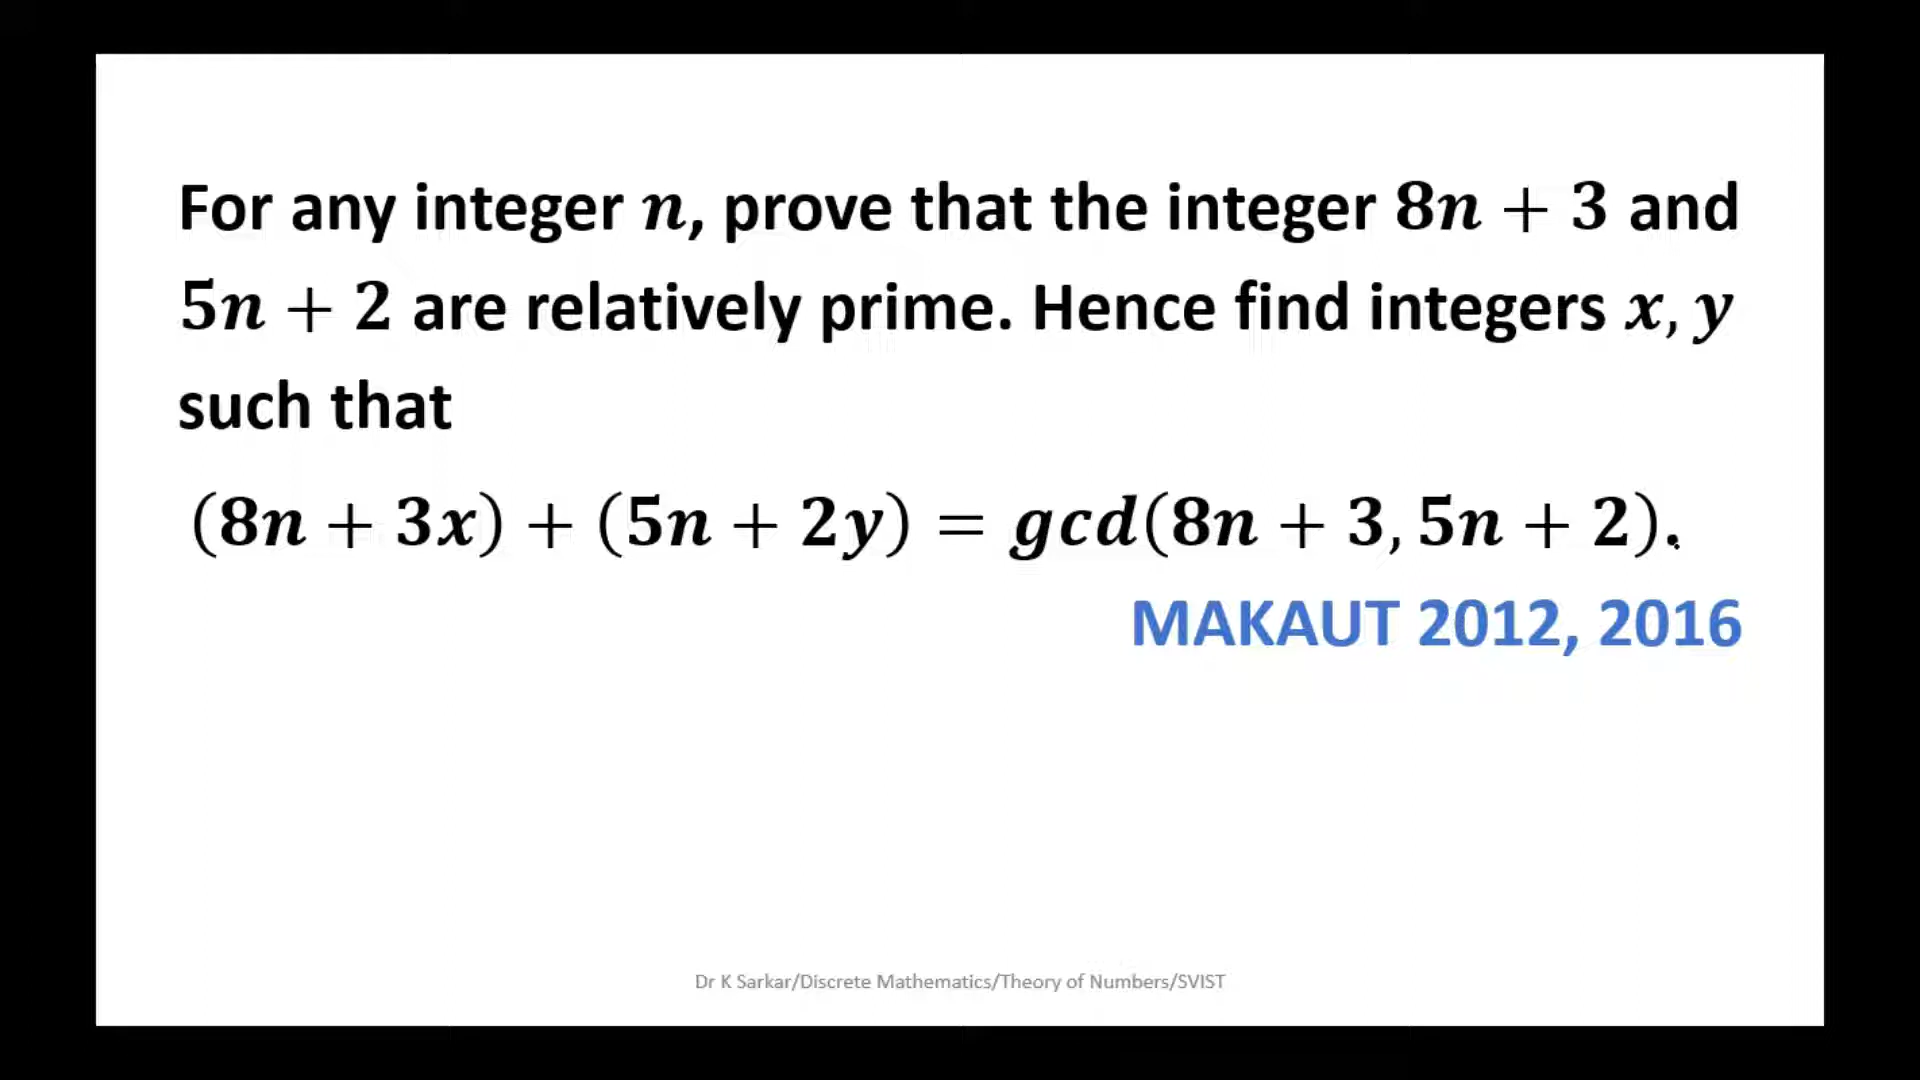 For any integer n, prove that the integer 8n + 3 and
5n + 2 are relatively prime. Hence find integers x, y
such that
(8n + 3x) + (5n + 2y) = gcd(8n + 3, 5n + 2).
MAKAUT 2012, 2016
Dr K Sarkar/Discrete Mathematics/Theory of Numbers/SVIST